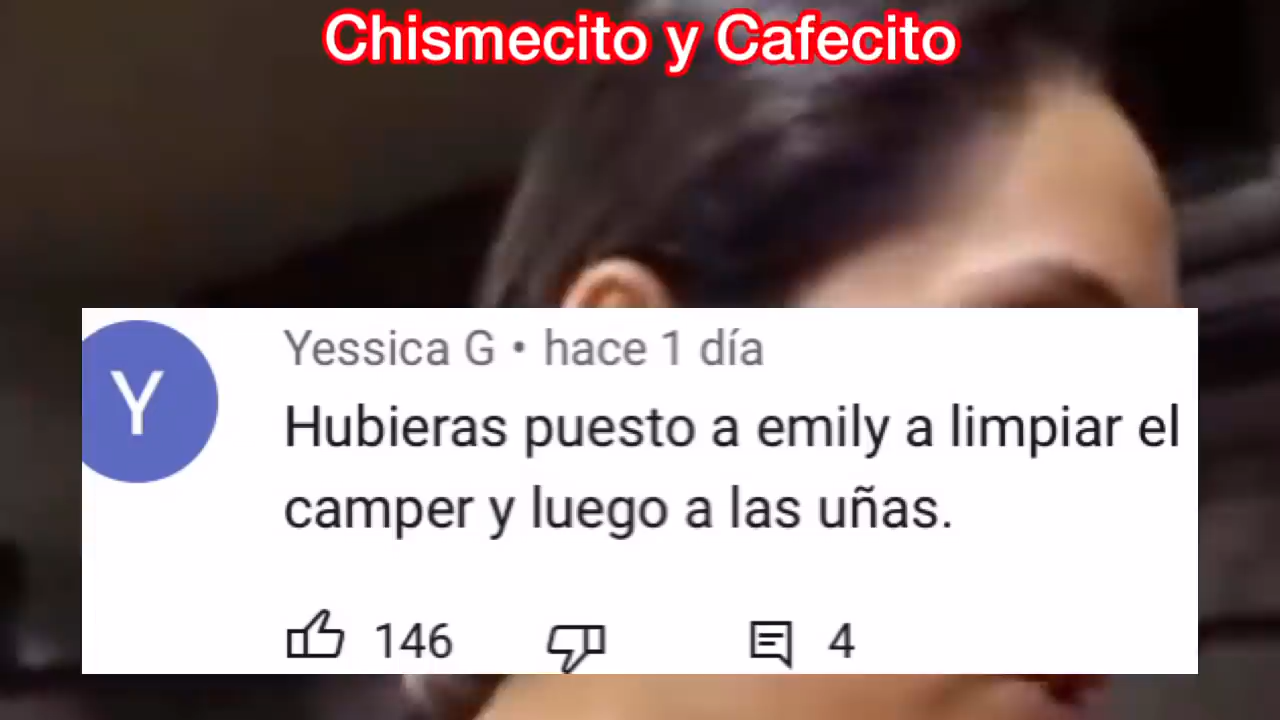 Chismecito y Cafecito
Y
Yessica G • hace 1 día
Hubieras puesto a emily a limpiar el
camper y luego a las uñas.
146
4